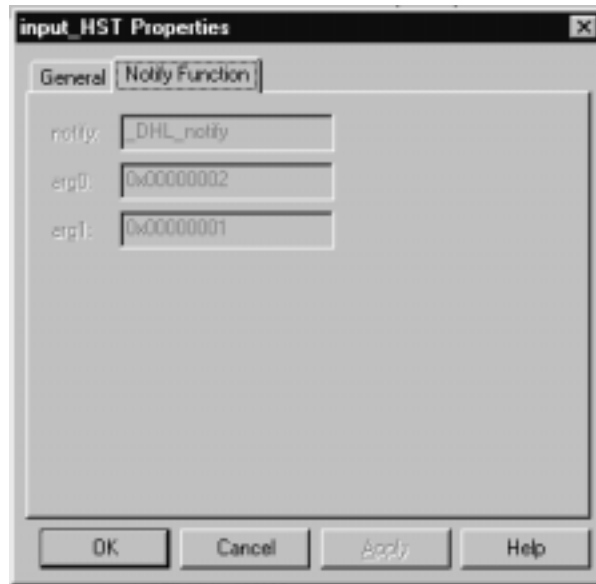 input_HST Properties
General Notify Function
notify: _DHL_notify
arg0: 0x00000002
arg1: 0x00000001
OK Cancel Apply Help